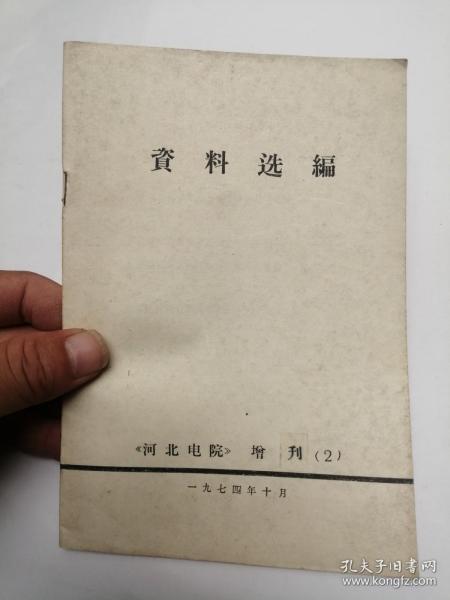 資料选編
《河北电院》增刊(2)
一九七四年十月
孔夫子旧书网
www.kongfz.com